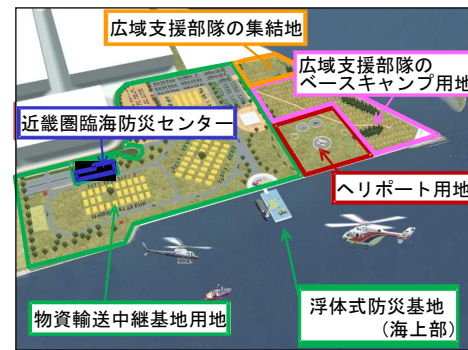 広域支援部隊の集結地
広域支援部隊の
ベースキャンプ用地
近畿圏臨海防災センター
ヘリポート用地
物資輸送中継基地用地
浮体式防災基地
（海上部）